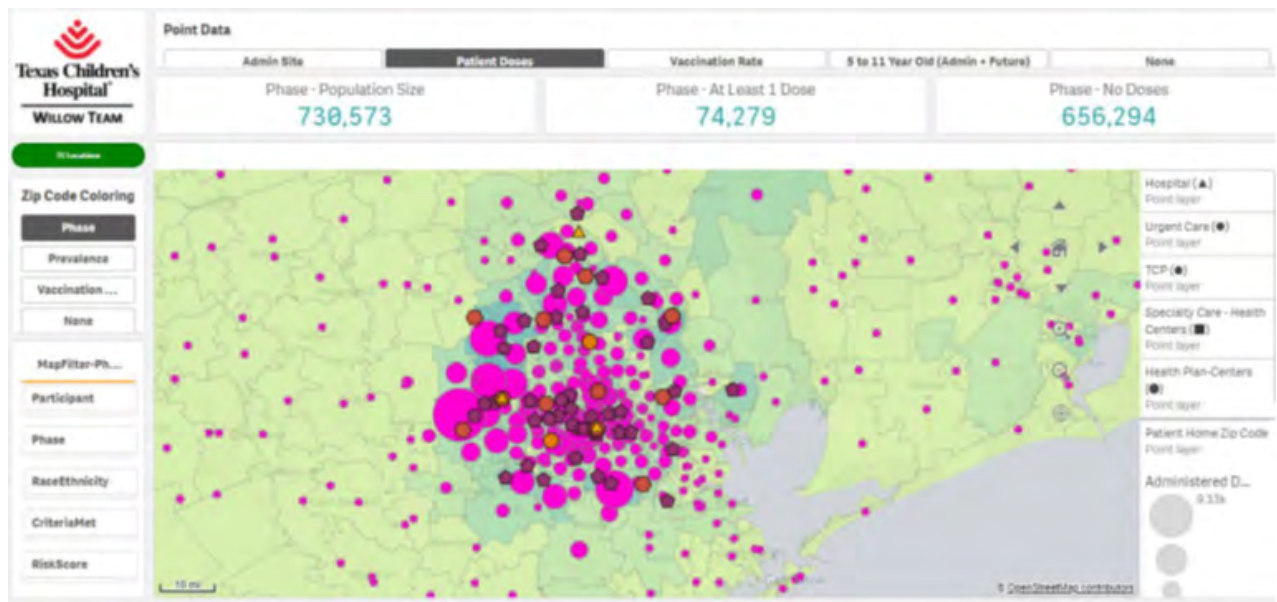 Texas Children's
Hospital
WILLOW TEAM
Point Data
Admin Site
Patient Doses
Vaccination Rate
5 to 11 Year Old (Admin + Future)
None
Phase - Population Size
730,573
Phase - At Least 1 Dose
74,279
Phase - No Doses
656,294
Zip Code Coloring
Phase
Prevalence
Vaccination ...
None
MapFilter-Ph...
Participant
Phase
RaceEthnicity
CriteriaMet
RiskScore
Hospital (▲)
Point layer
Urgent Care (●)
Point layer
TCP (●)
Point layer
Specialty Care - Health
Centers (■)
Point layer
Health Plan-Centers
(●)
Point layer
Patient Home Zip Code
Point layer
Administered D...
9.13k
10 mi
© OpenStreetMap contributors